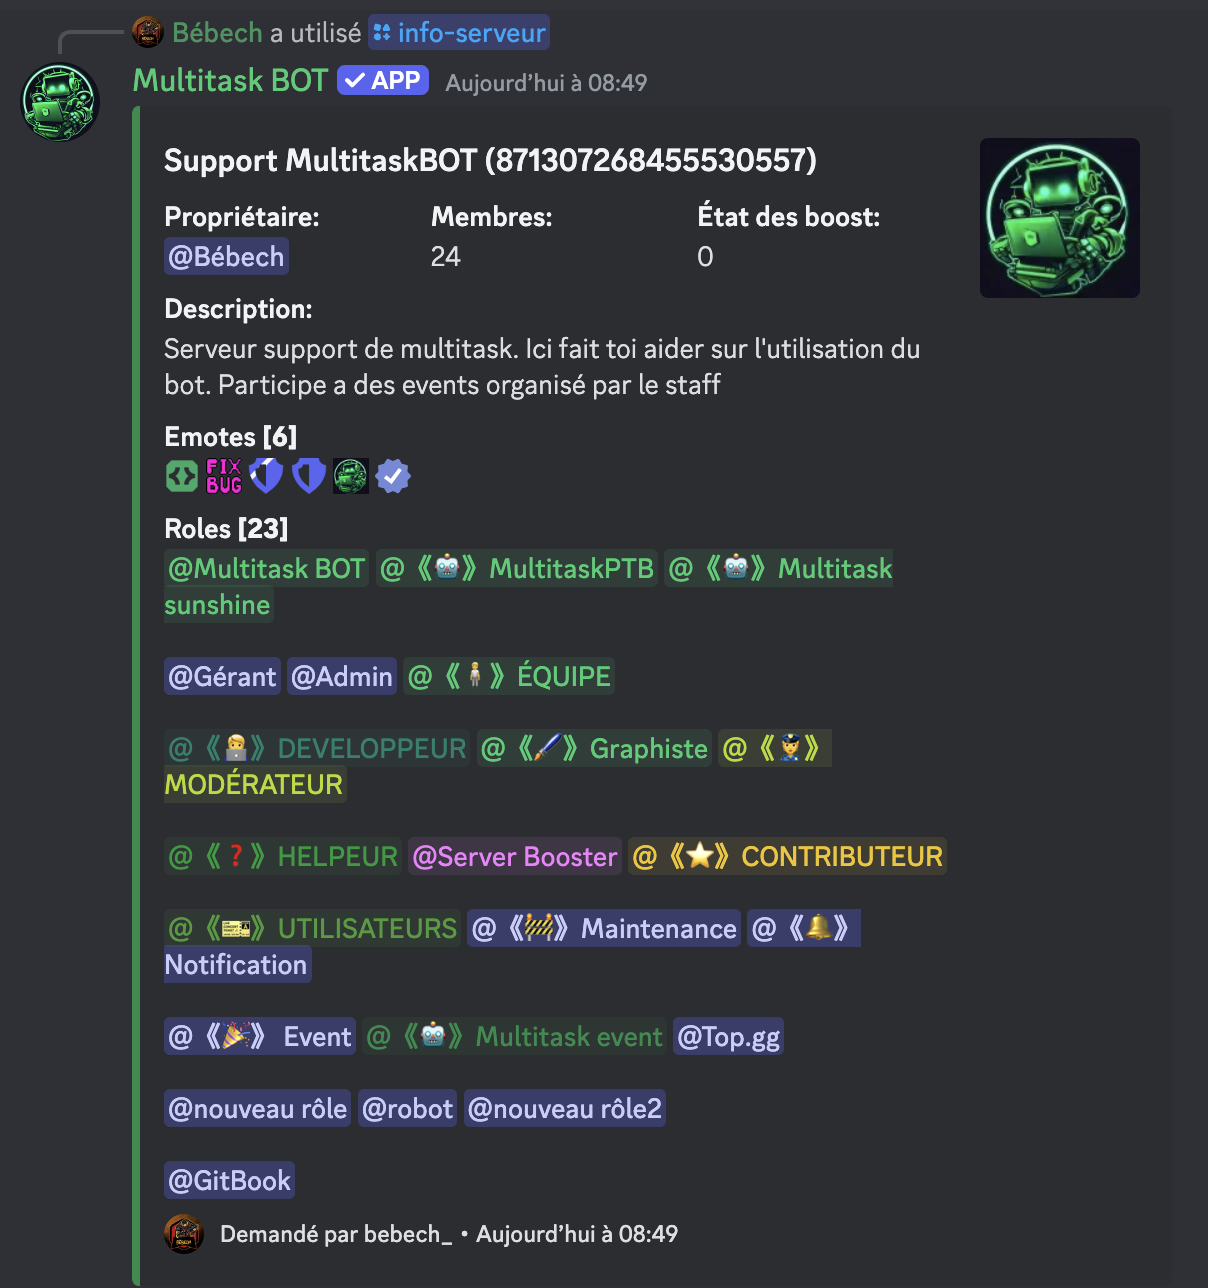 Bébech a utilisé info-serveur
Multitask BOT ✓ APP Aujourd’hui à 08:49
Support MultitaskBOT (871307268455530557)
Propriétaire: Membres: État des boost:
@Bébech 24 0
Description:
Serveur support de multitask. Ici fait toi aider sur l'utilisation du
bot. Participe a des events organisé par le staff
Emotes [6]
FIX BUG
Roles [23]
@Multitask BOT @《🤖》 MultitaskPTB @《🤖》 Multitask
sunshine
@Gérant @Admin @《🧍》 ÉQUIPE
@《🧑‍💻》 DEVELOPPEUR @《🖌️》 Graphiste @《👮》
MODÉRATEUR
@《❓》 HELPEUR @Server Booster @《⭐》 CONTRIBUTEUR
@《🎫》 UTILISATEURS @《🚧》 Maintenance @《🔔》
Notification
@《🎉》 Event @《🤖》 Multitask event @Top.gg
@nouveau rôle @robot @nouveau rôle2
@GitBook
Demandé par bebech_ • Aujourd’hui à 08:49